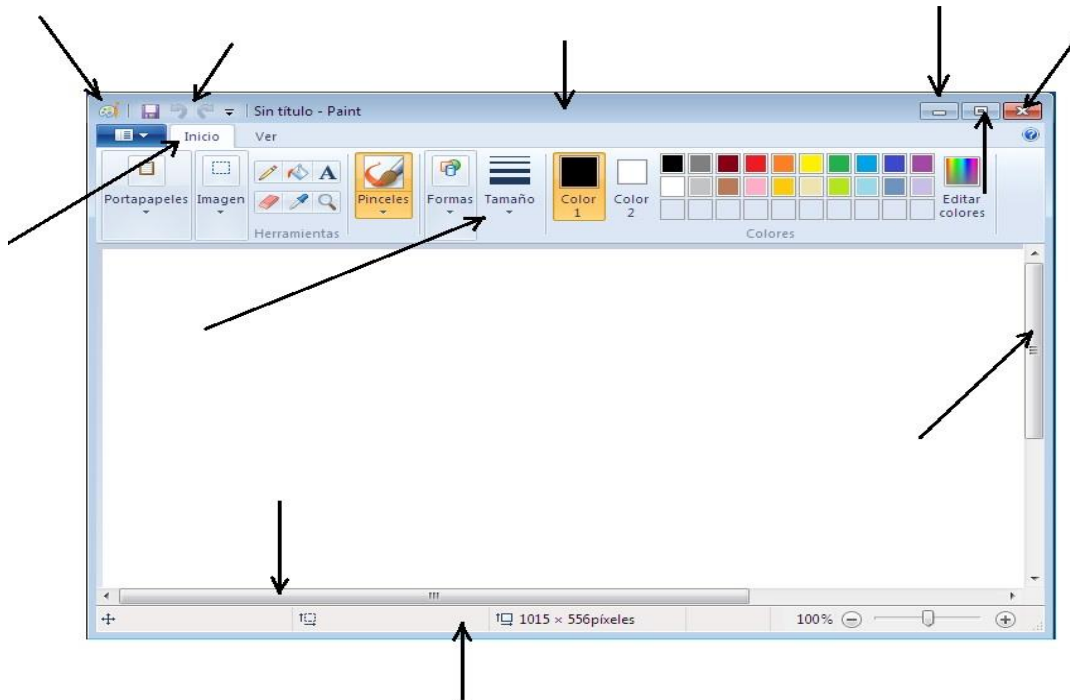 Sin título - Paint
Inicio Ver
Portapapeles Imagen A Pinceles Formas Tamaño Color 1 Color 2 Editar colores
Herramientas Colores
1015 × 556píxeles 100%